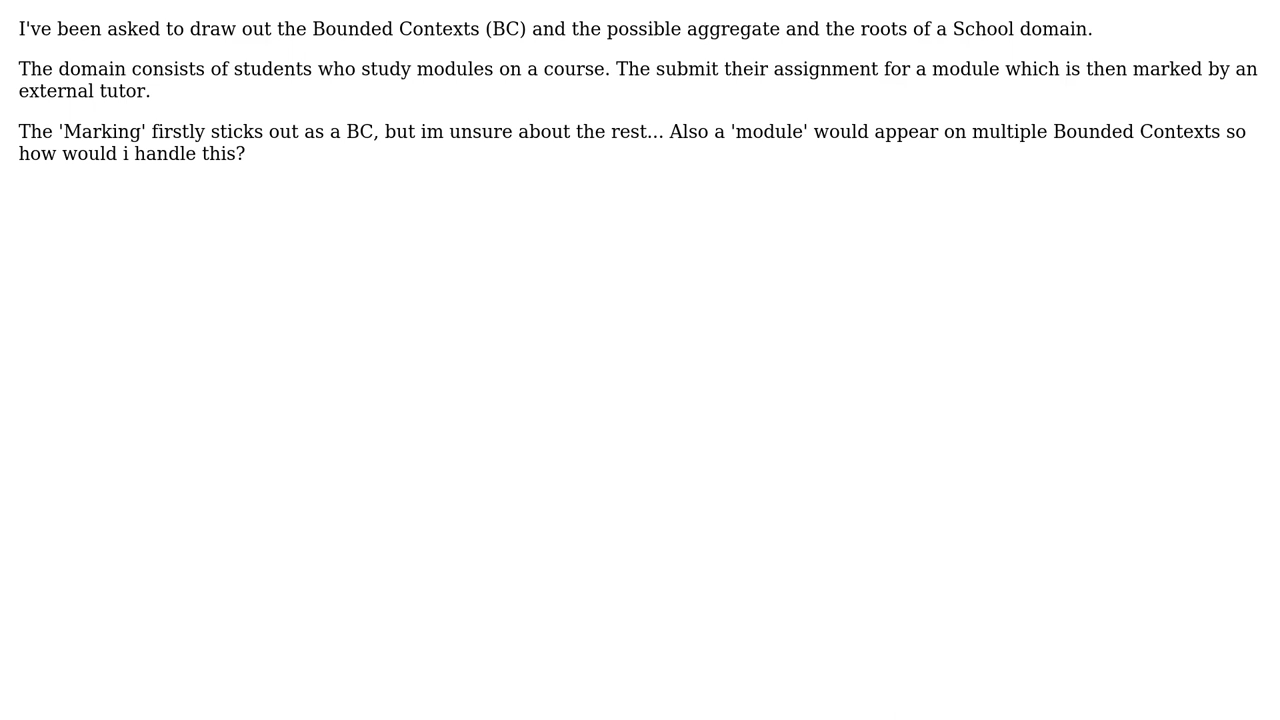 I've been asked to draw out the Bounded Contexts (BC) and the possible aggregate and the roots of a School domain.
The domain consists of students who study modules on a course. The submit their assignment for a module which is then marked by an
external tutor.
The 'Marking' firstly sticks out as a BC, but im unsure about the rest... Also a 'module' would appear on multiple Bounded Contexts so
how would i handle this?